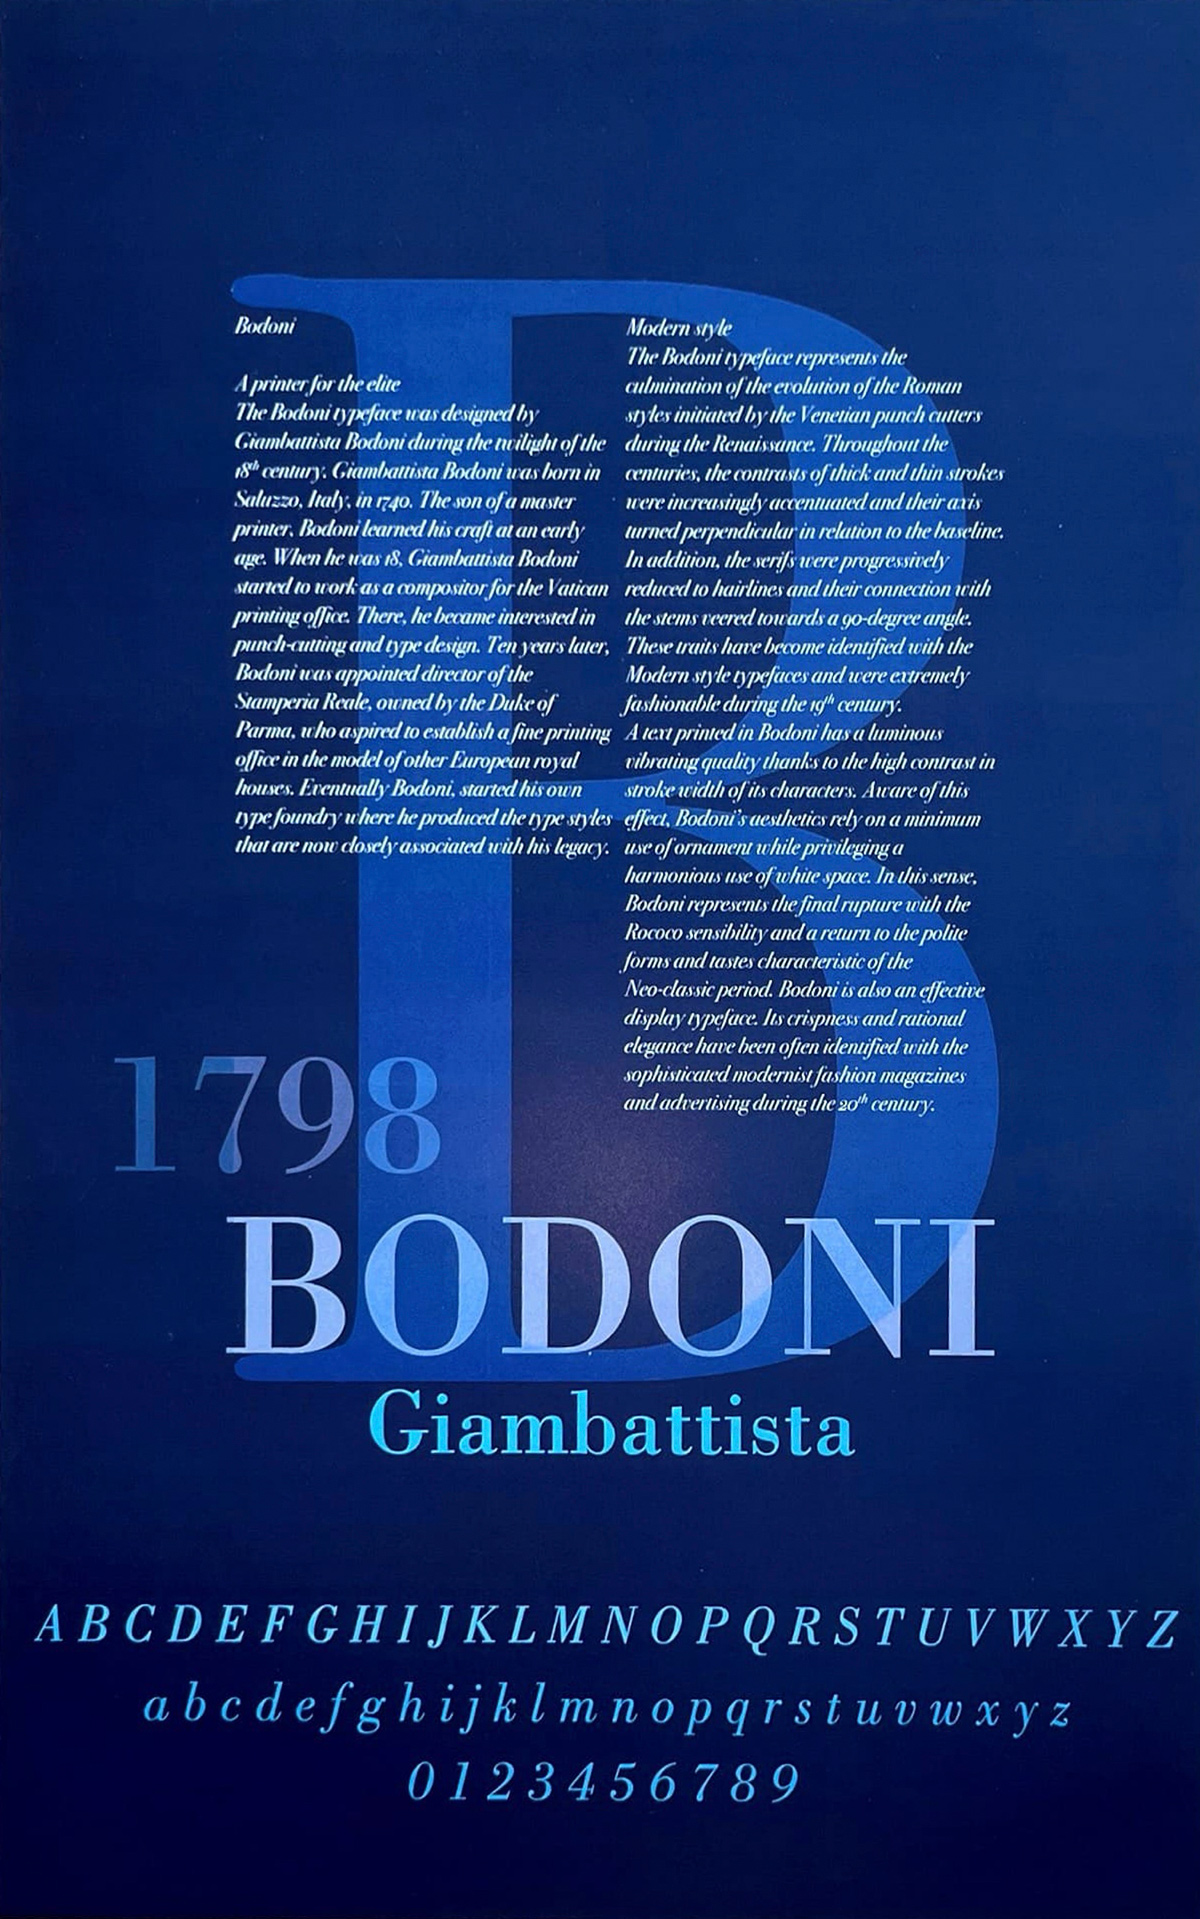 Bodoni
A printer for the elite
The Bodoni typeface was designed by
Giambattista Bodoni during the twilight of the
18th century. Giambattista Bodoni was born in
Saluzzo, Italy, in 1740. The son of a master
printer, Bodoni learned his craft at an early
age. When he was 18, Giambattista Bodoni
started to work as a compositor for the Vatican
printing office. There, he became interested in
punch-cutting and type design. Ten years later,
Bodoni was appointed director of the
Stamperia Reale, owned by the Duke of
Parma, who aspired to establish a fine printing
office in the model of other European royal
houses. Eventually Bodoni, started his own
type foundry where he produced the type styles
that are now closely associated with his legacy.
Modern style
The Bodoni typeface represents the
culmination of the evolution of the Roman
styles initiated by the Venetian punch cutters
during the Renaissance. Throughout the
centuries, the contrasts of thick and thin strokes
were increasingly accentuated and their axis
turned perpendicular in relation to the baseline.
In addition, the serifs were progressively
reduced to hairlines and their connection with
the stems veered towards a 90-degree angle.
These traits have become identified with the
Modern style typefaces and were extremely
fashionable during the 19th century.
A text printed in Bodoni has a luminous
vibrating quality thanks to the high contrast in
stroke width of its characters. Aware of this
effect, Bodoni's aesthetics rely on a minimum
use of ornament while privileging a
harmonious use of white space. In this sense,
Bodoni represents the final rupture with the
Rococo sensibility and a return to the polite
forms and tastes characteristic of the
Neo-classic period. Bodoni is also an effective
display typeface. Its crispness and rational
elegance have been often identified with the
sophisticated modernist fashion magazines
and advertising during the 20th century.
B
1798
BODONI
Giambattista
A B C D E F G H I J K L M N O P Q R S T U V W X Y Z
a b c d e f g h i j k l m n o p q r s t u v w x y z
0 1 2 3 4 5 6 7 8 9